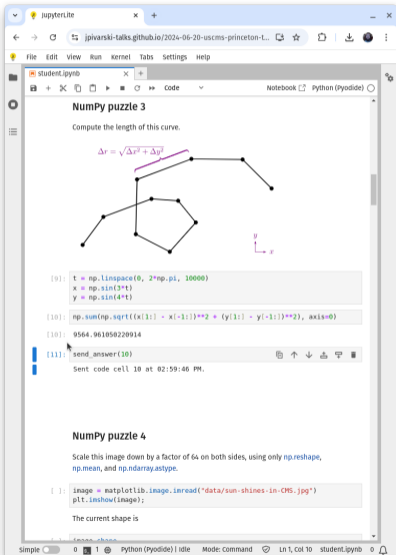 JupyterLite
jpivarski-talks.github.io/2024-06-20-uscms-princeton-t...
File Edit View Run Kernel Tabs Settings Help
student.ipynb
Code
Notebook
Python (Pyodide)
NumPy puzzle 3
Compute the length of this curve.
Δr = √Δx² + Δy²
y
x
[9]: t = np.linspace(0, 2*np.pi, 10000)
x = np.sin(3*t)
y = np.sin(4*t)
[10]: np.sum(np.sqrt((x[1:] - x[-1:])**2 + (y[1:] - y[-1:])**2), axis=0)
[10]: 9564.961050220914
[11]: send_answer(10)
Sent code cell 10 at 02:59:46 PM.
NumPy puzzle 4
Scale this image down by a factor of 64 on both sides, using only np.reshape,
np.mean, and np.ndarray.astype.
[ ]: image = matplotlib.image.imread("data/sun-shines-in-CMS.jpg")
plt.imshow(image);
The current shape is
[ ]: image.shape
Simple 0 1 Python (Pyodide) | Idle Mode: Command Ln 1, Col 10 student.ipynb